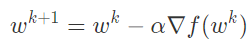 w^{k+1} = w^k − α∇f(w^k)